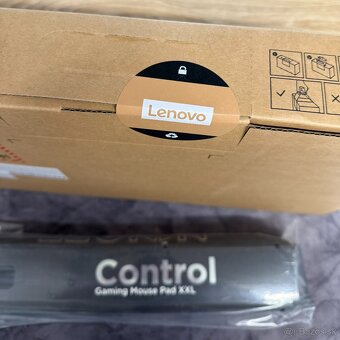 Lenovo
Control
Gaming Mouse Pad XXL